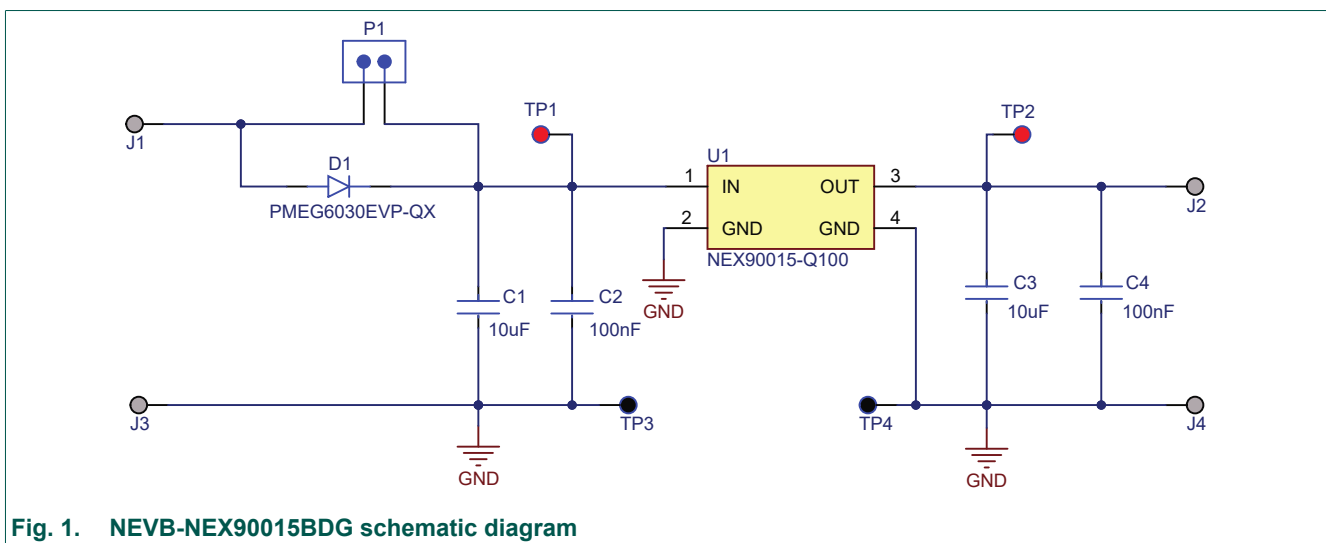 P1
TP1
TP2
J1
D1
PMEG6030EVP-QX
U1
1 IN OUT 3
2 GND GND 4
NEX90015-Q100
J2
C1
10uF
C2
100nF
GND
C3
10uF
C4
100nF
J3
TP3
TP4
J4
GND
GND
Fig. 1. NEVB-NEX90015BDG schematic diagram